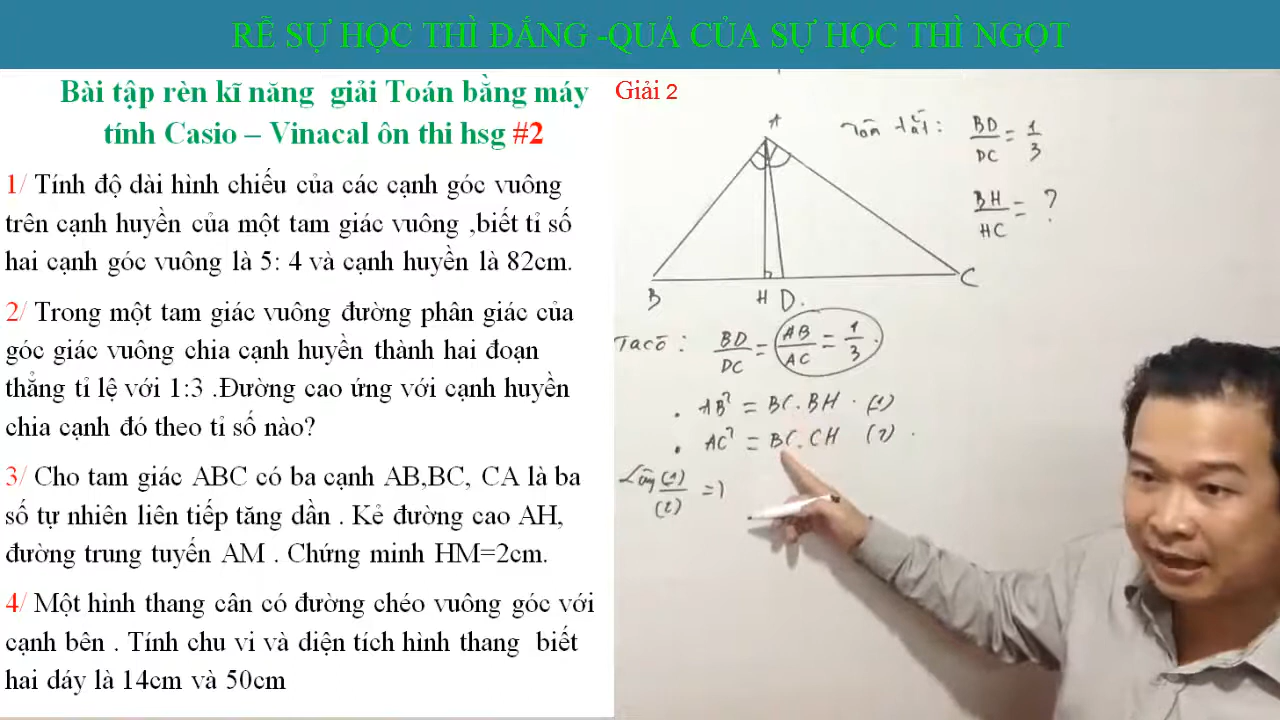 RỄ SỰ HỌC THÌ ĐẮNG -QUẢ CỦA SỰ HỌC THÌ NGỌT
Bài tập rèn kĩ năng giải Toán bằng máy
tính Casio – Vinacal ôn thi hsg #2
1/ Tính độ dài hình chiếu của các cạnh góc vuông
trên cạnh huyền của một tam giác vuông ,biết tỉ số
hai cạnh góc vuông là 5: 4 và cạnh huyền là 82cm.
2/ Trong một tam giác vuông đường phân giác của
góc giác vuông chia cạnh huyền thành hai đoạn
thẳng tỉ lệ với 1:3 .Đường cao ứng với cạnh huyền
chia cạnh đó theo tỉ số nào?
3/ Cho tam giác ABC có ba cạnh AB,BC, CA là ba
số tự nhiên liên tiếp tăng dần . Kẻ đường cao AH,
đường trung tuyến AM . Chứng minh HM=2cm.
4/ Một hình thang cân có đường chéo vuông góc với
cạnh bên . Tính chu vi và diện tích hình thang biết
hai dáy là 14cm và 50cm
Giải 2
A
Tóm tắt: BD/DC = 1/3
BH/HC = ?
B H D. C
Ta có : BD/DC = AB/AC = 1/3.
. AB² = BC.BH . (1)
. AC² = BC.CH (2) .
Lấy (1)/(2) =)